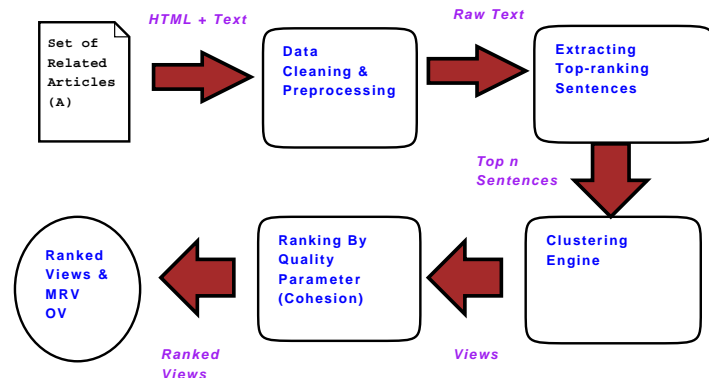 HTML + Text
Set of
Related
Articles
(A)
Data
Cleaning &
Preprocessing
Raw Text
Extracting
Top-ranking
Sentences
Top n
Sentences
Clustering
Engine
Views
Ranking By
Quality
Parameter
(Cohesion)
Ranked
Views
Ranked
Views &
MRV
OV